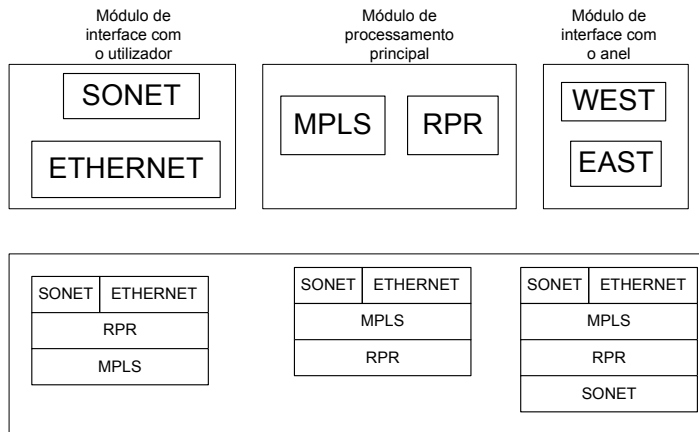 Módulo de
interface com
o utilizador
Módulo de
processamento
principal
Módulo de
interface com
o anel
SONET
ETHERNET
MPLS
RPR
WEST
EAST
SONET
ETHERNET
RPR
MPLS
SONET
ETHERNET
MPLS
RPR
SONET
ETHERNET
MPLS
RPR
SONET